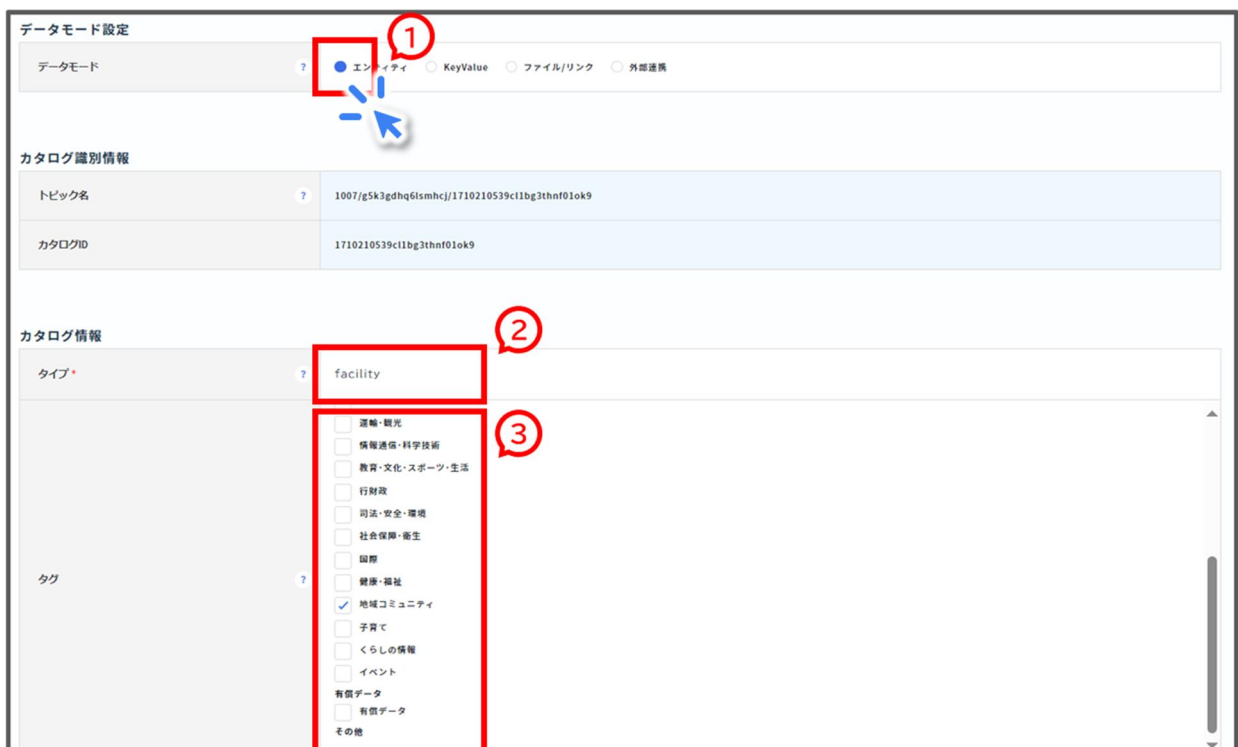 データモード設定
1
データモード ? エンティティ KeyValue ファイル/リンク 外部連携
カタログ識別情報
トピック名 ? 1007/g5k3gdhq6lsmhcj/1710210539cl1bg3thnf01ok9
カタログID 1710210539cl1bg3thnf01ok9
カタログ情報
2
タイプ* ? facility
3
運輸・観光
情報通信・科学技術
教育・文化・スポーツ・生活
行財政
司法・安全・環境
社会保障・衛生
国際
タグ ? 健康・福祉
地域コミュニティ
子育て
くらしの情報
イベント
有償データ
有償データ
その他